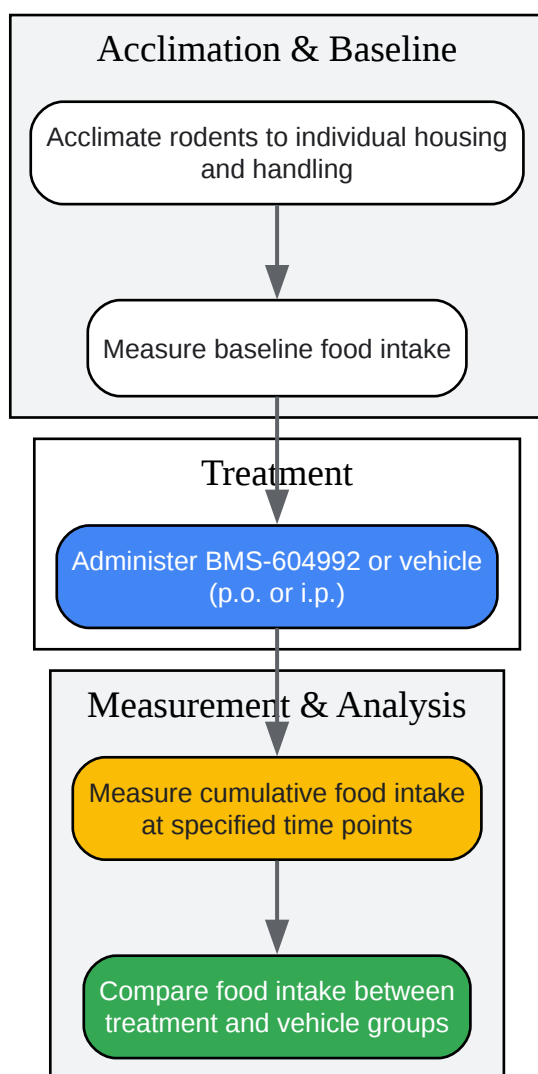 Acclimation & Baseline
Acclimate rodents to individual housing
and handling
Measure baseline food intake
Treatment
Administer BMS-604992 or vehicle
(p.o. or i.p.)
Measurement & Analysis
Measure cumulative food intake
at specified time points
Compare food intake between
treatment and vehicle groups